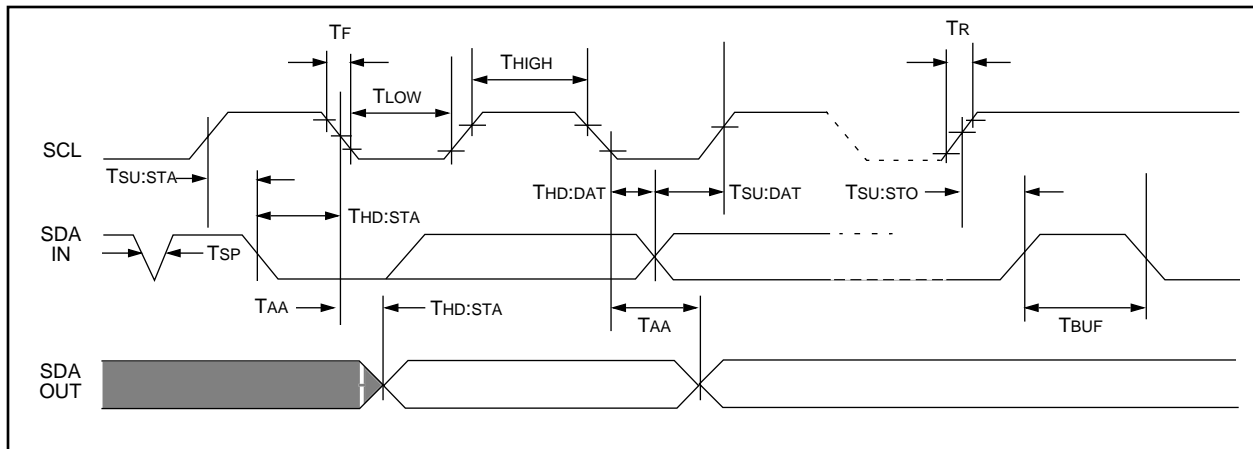 TF
TR
THIGH
TLOW
SCL
TSU:STA
THD:DAT
TSU:DAT
TSU:STO
THD:STA
SDA
IN
TSP
TAA
THD:STA
TAA
TBUF
SDA
OUT